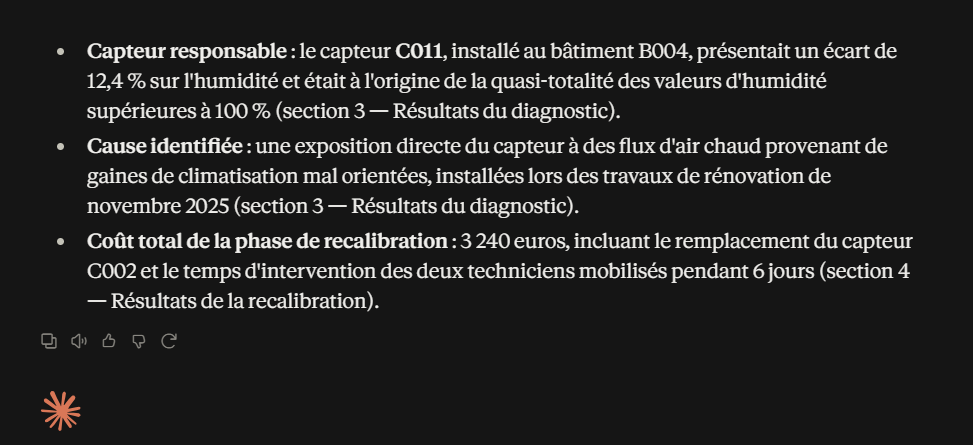 Capteur responsable : le capteur C011, installé au bâtiment B004, présentait un écart de
12,4 % sur l'humidité et était à l'origine de la quasi-totalité des valeurs d'humidité
supérieures à 100 % (section 3 — Résultats du diagnostic).
Cause identifiée : une exposition directe du capteur à des flux d'air chaud provenant de
gaines de climatisation mal orientées, installées lors des travaux de rénovation de
novembre 2025 (section 3 — Résultats du diagnostic).
Coût total de la phase de recalibration : 3 240 euros, incluant le remplacement du capteur
C002 et le temps d'intervention des deux techniciens mobilisés pendant 6 jours (section 4
— Résultats de la recalibration).